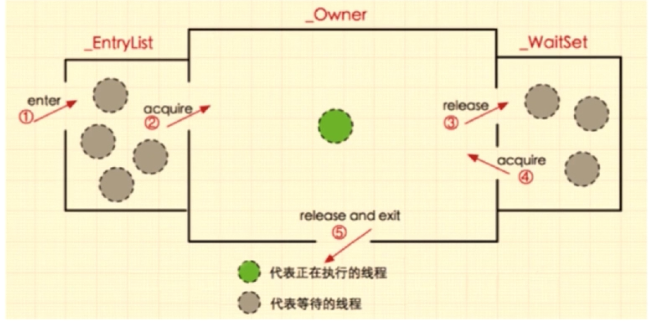 _Owner
_EntryList
_WaitSet
enter
①
acquire
②
release
③
acquire
④
release and exit
⑤
代表正在执行的线程
代表等待的线程